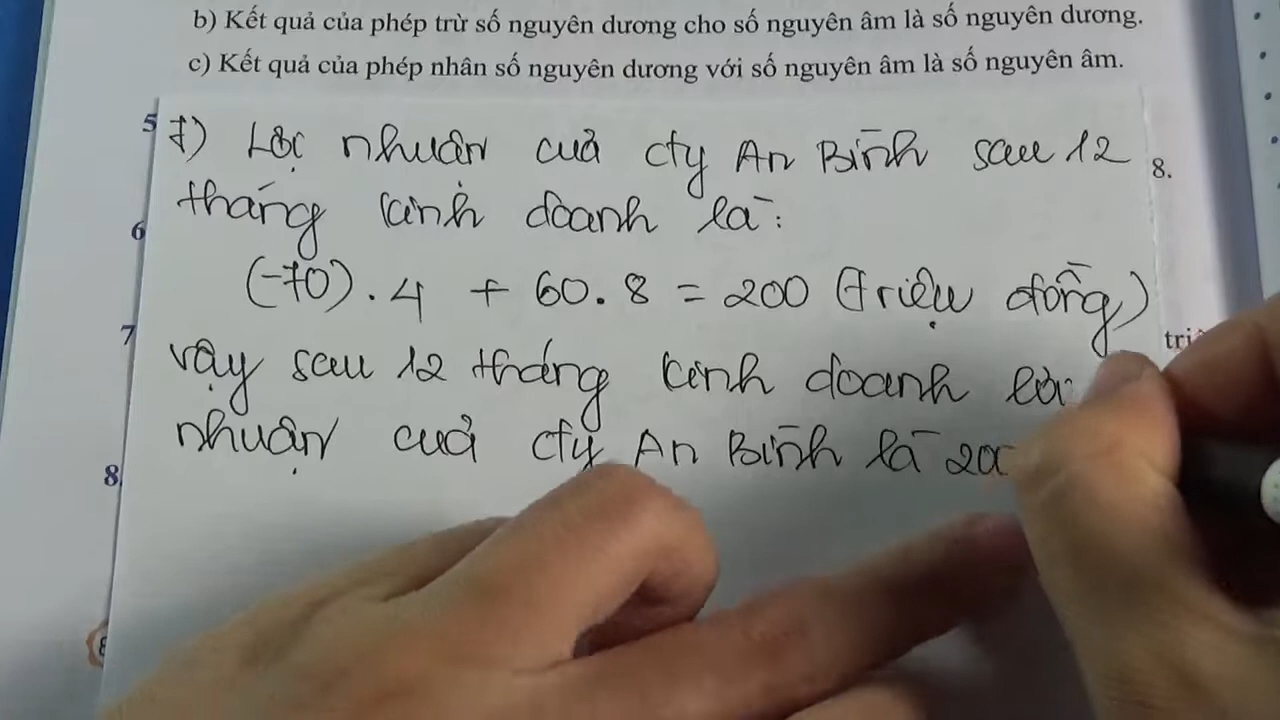 b) Kết quả của phép trừ số nguyên dương cho số nguyên âm là số nguyên dương.
c) Kết quả của phép nhân số nguyên dương với số nguyên âm là số nguyên âm.
5
7) Lợi nhuận của cty An Bình sau 12
8.
tháng kinh doanh là:
6
(-70).4 + 60.8 = 200 (triệu đồng)
7
vậy sau 12 tháng kinh doanh lợi
nhuận của cty An Bình là 200
8